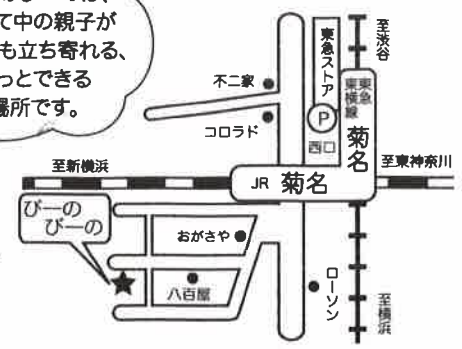 て中の親子が
も立ち寄れる、
っとできる
場所です。
至渋谷
東急ストア
不二家
コロラド
P
西口
東急
東横線
菊名
至新横浜
JR 菊名
至東神奈川
びーの
びーの
おがさや
八百屋
ローソン
至横浜